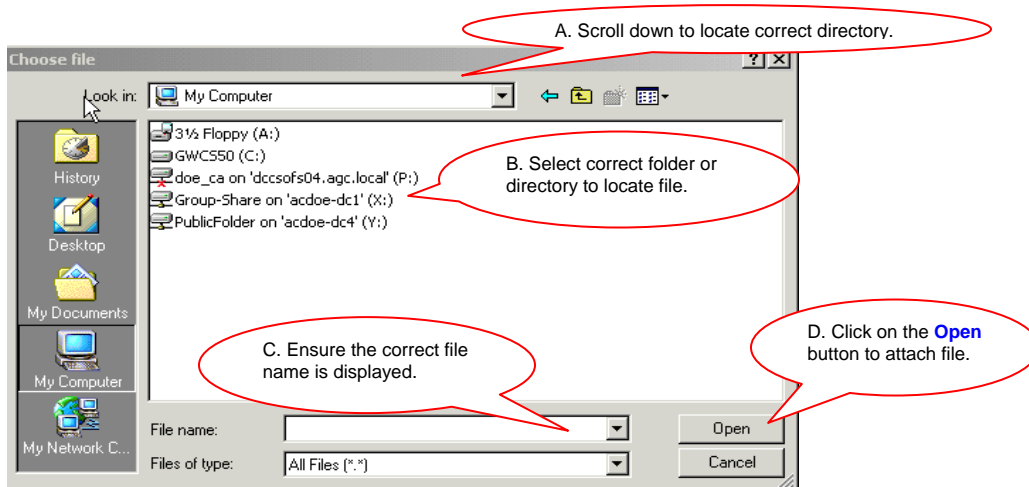 A. Scroll down to locate correct directory.
Choose file
Look in:
My Computer
3½ Floppy (A:)
GWCS50 (C:)
doe_ca on 'dccsofs04.agc.local' (P:)
Group-Share on 'acdoe-dc1' (X:)
PublicFolder on 'acdoe-dc4' (Y:)
B. Select correct folder or
directory to locate file.
History
Desktop
My Documents
My Computer
My Network C...
C. Ensure the correct file
name is displayed.
D. Click on the Open
button to attach file.
File name:
Open
Files of type:
All Files (*.*)
Cancel